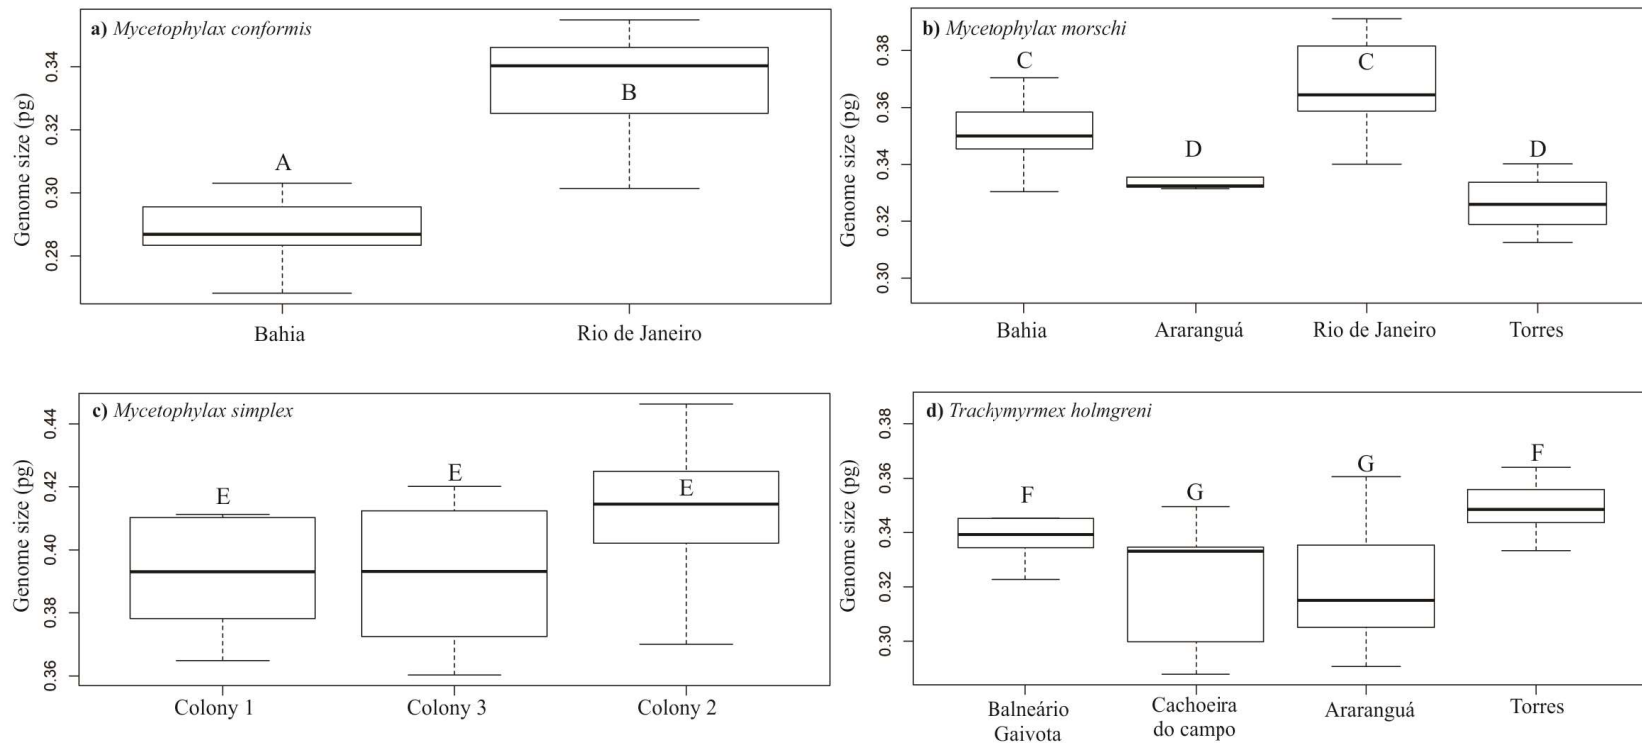 a) Mycetophylax conformis
Genome size (pg)
0.34
0.32
0.30
0.28
A
B
Bahia
Rio de Janeiro
b) Mycetophylax morschi
Genome size (pg)
0.38
0.36
0.34
0.32
0.30
C
D
C
D
Bahia
Araranguá
Rio de Janeiro
Torres
c) Mycetophylax simplex
Genome size (pg)
0.44
0.42
0.40
0.38
0.36
E
E
E
Colony 1
Colony 3
Colony 2
d) Trachymyrmex holmgreni
Genome size (pg)
0.38
0.36
0.34
0.32
0.30
F
G
G
F
Balneário
Gaivota
Cachoeira
do campo
Araranguá
Torres